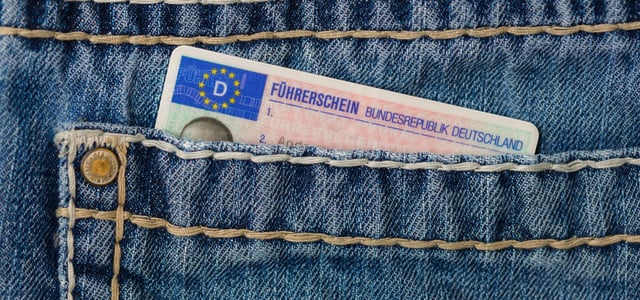 D
FÜHRERSCHEIN BUNDESREPUBLIK DEUTSCHLAND
1.
2.